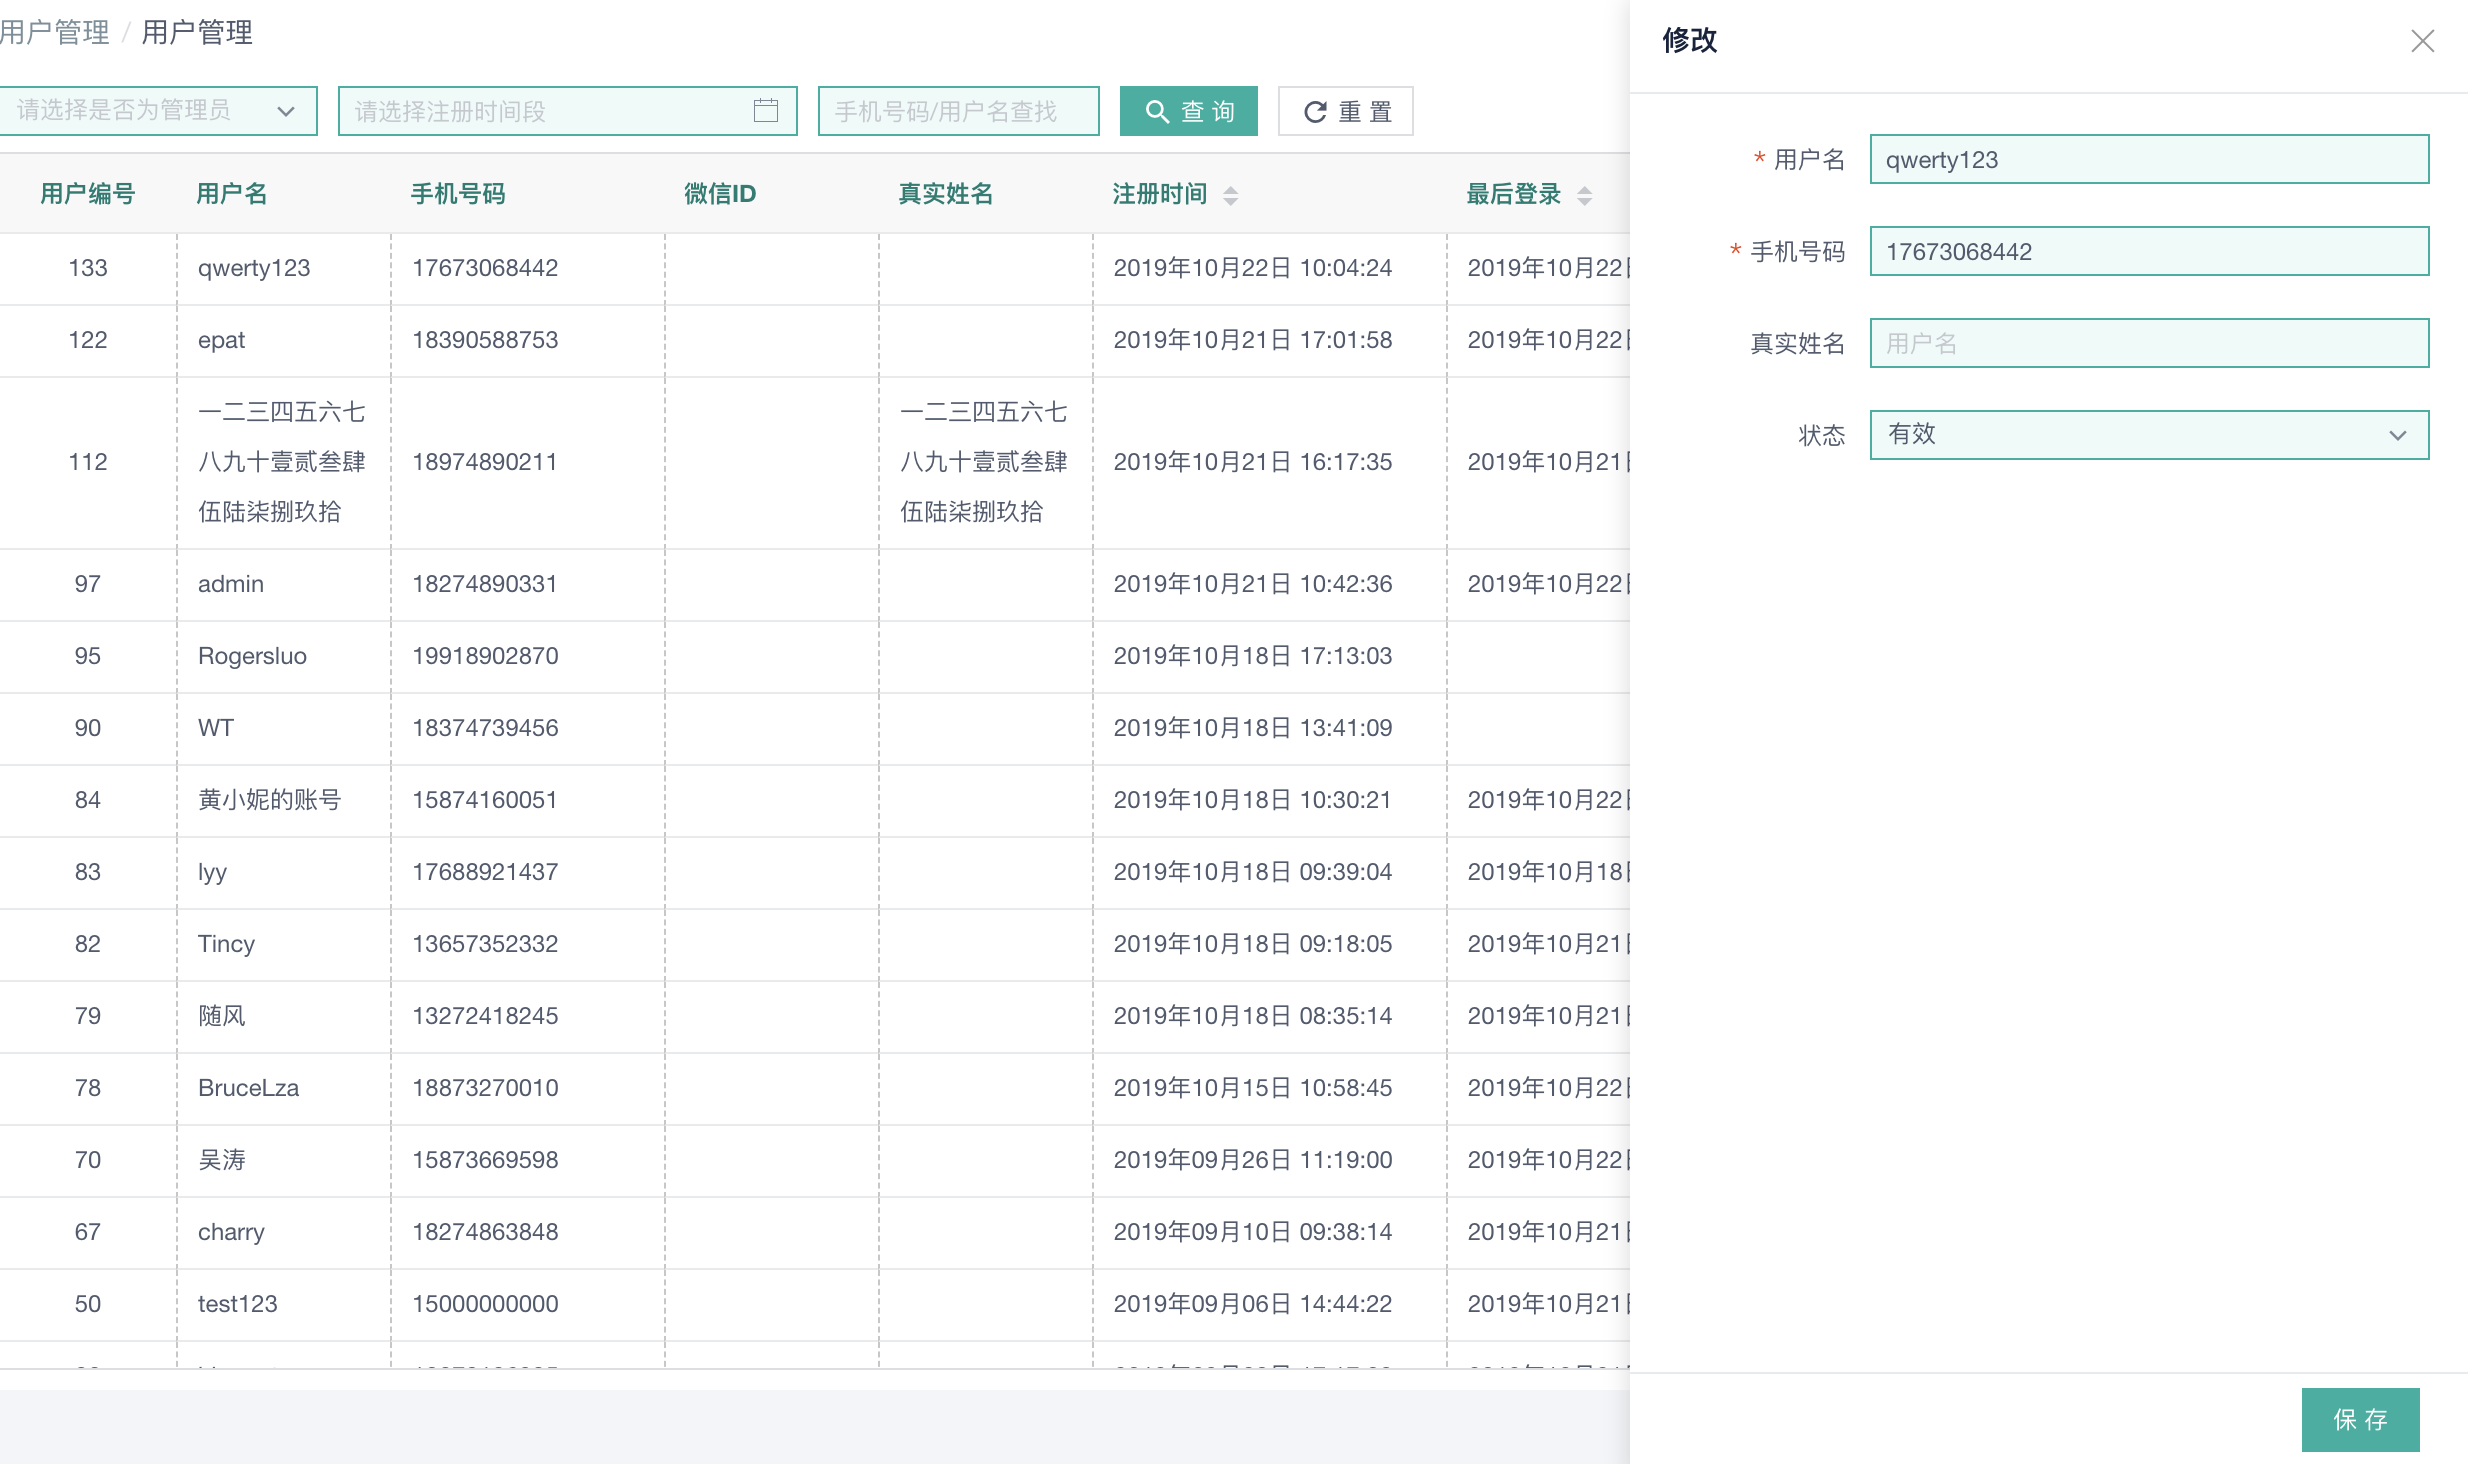 用户管理 / 用户管理
请选择是否为管理员 请选择注册时间段 手机号码/用户名查找 查 询 重 置
用户编号 用户名 手机号码 微信ID 真实姓名 注册时间 最后登录
133 qwerty123 17673068442 2019年10月22日 10:04:24 2019年10月22日
122 epat 18390588753 2019年10月21日 17:01:58 2019年10月22日
112 一二三四五六七 18974890211 一二三四五六七 2019年10月21日 16:17:35 2019年10月21日
八九十壹贰叁肆 八九十壹贰叁肆
伍陆柒捌玖拾 伍陆柒捌玖拾
97 admin 18274890331 2019年10月21日 10:42:36 2019年10月22日
95 Rogersluo 19918902870 2019年10月18日 17:13:03
90 WT 18374739456 2019年10月18日 13:41:09
84 黄小妮的账号 15874160051 2019年10月18日 10:30:21 2019年10月22日
83 lyy 17688921437 2019年10月18日 09:39:04 2019年10月18日
82 Tincy 13657352332 2019年10月18日 09:18:05 2019年10月21日
79 随风 13272418245 2019年10月18日 08:35:14 2019年10月21日
78 BruceLza 18873270010 2019年10月15日 10:58:45 2019年10月22日
70 吴涛 15873669598 2019年09月26日 11:19:00 2019年10月22日
67 charry 18274863848 2019年09月10日 09:38:14 2019年10月21日
50 test123 15000000000 2019年09月06日 14:44:22 2019年10月21日
修改
* 用户名 qwerty123
* 手机号码 17673068442
真实姓名 用户名
状态 有效
保 存